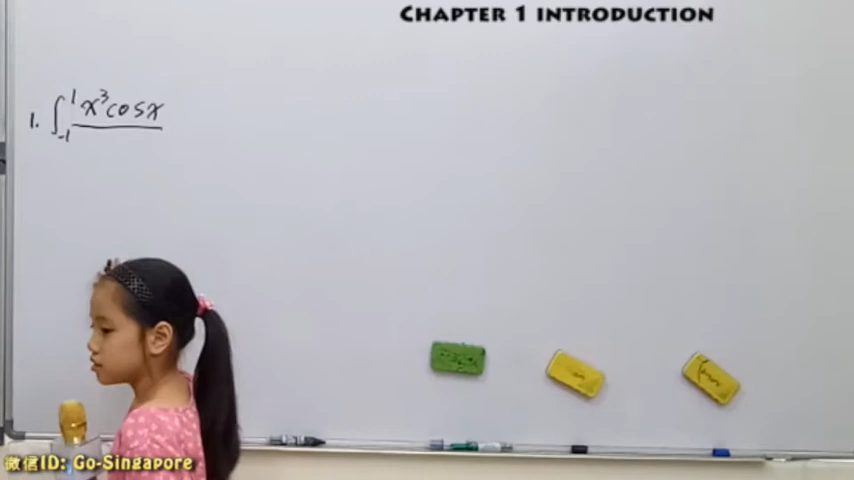 CHAPTER 1 INTRODUCTION
1. ∫₋₁¹ x³cosx
微信ID: Go-Singapore